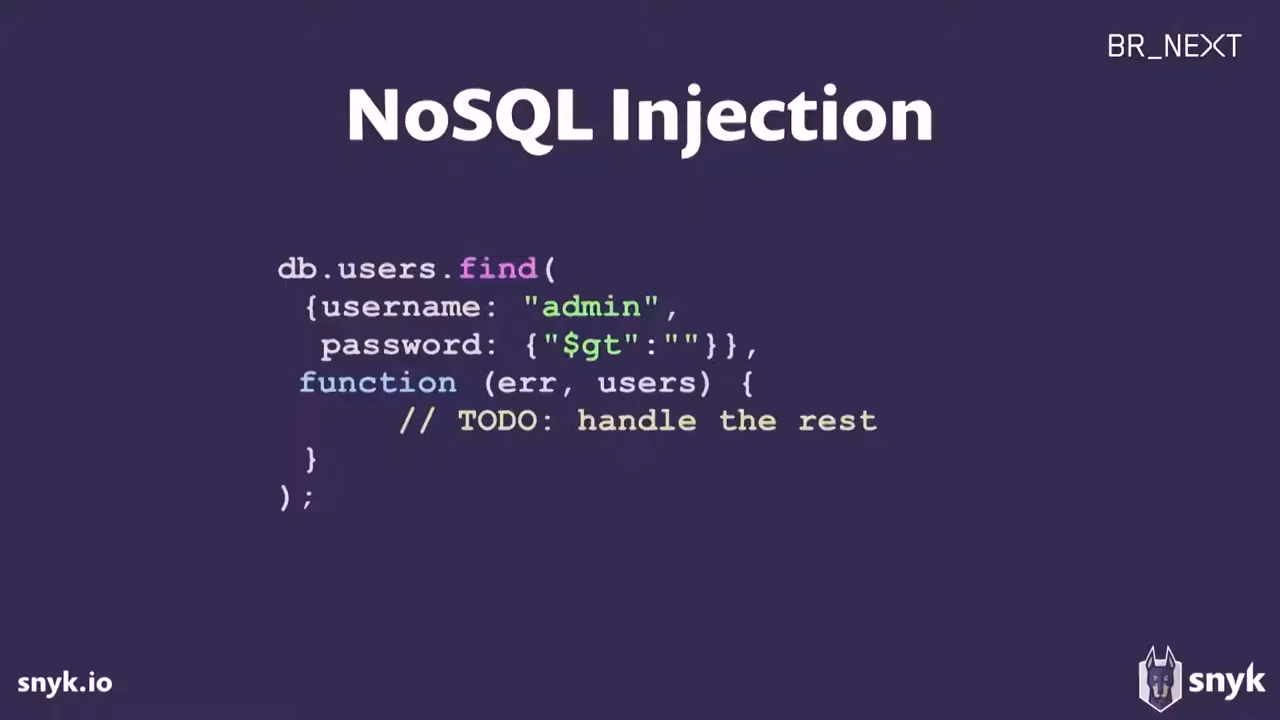 BR_NEXT
NoSQL Injection
db.users.find(
{username: "admin",
password: {"$gt":""}},
function (err, users) {
// TODO: handle the rest
}
);
snyk.io
snyk